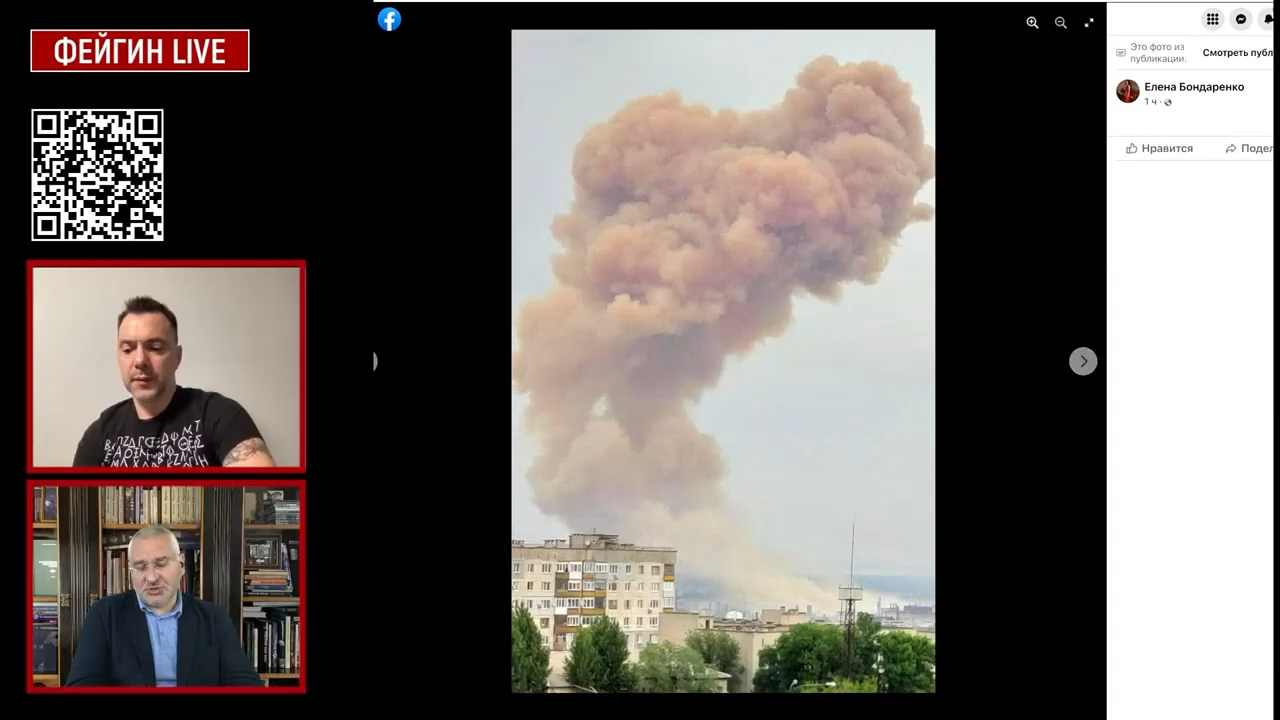 ФЕЙГИН LIVE
Это фото из
публикации.
Смотреть публ
Елена Бондаренко
1 ч
Нравится
Подел